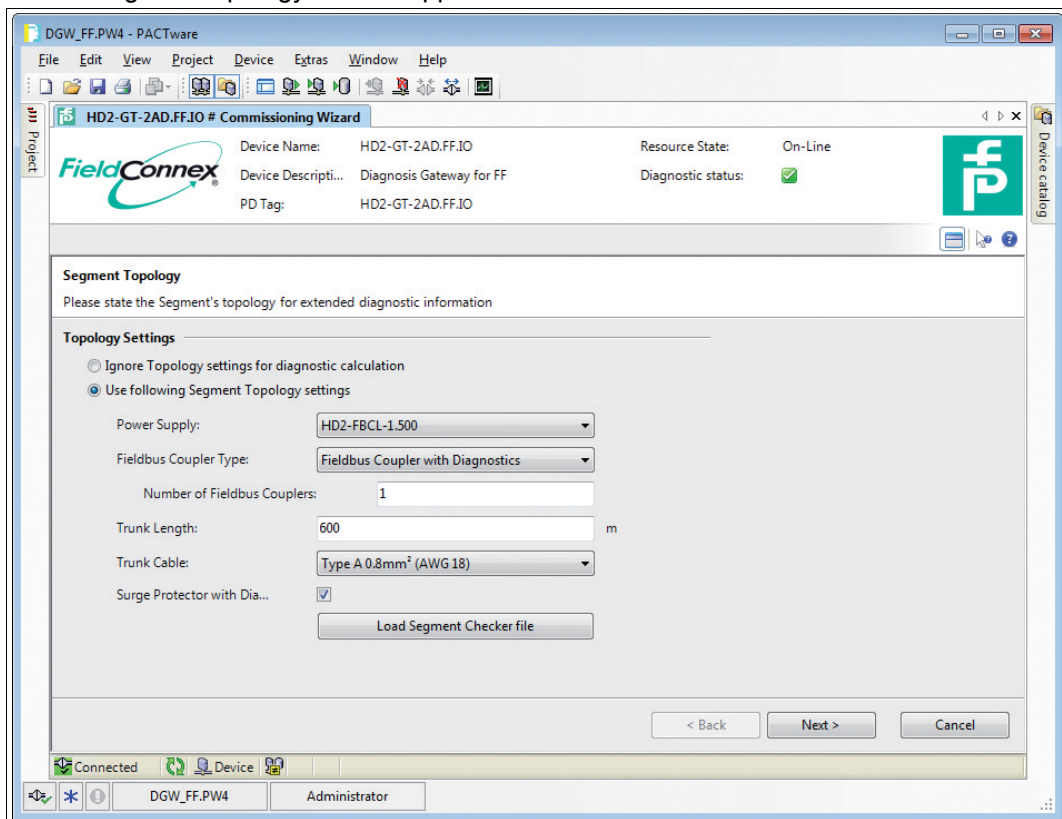 DGW_FF.PW4 - PACTware
File Edit View Project Device Extras Window Help
Project
HD2-GT-2AD.FF.IO # Commissioning Wizard
Device catalog
FieldConnex®
Device Name: HD2-GT-2AD.FF.IO Resource State: On-Line
Device Descripti... Diagnosis Gateway for FF Diagnostic status:
PD Tag: HD2-GT-2AD.FF.IO
Segment Topology
Please state the Segment's topology for extended diagnostic information
Topology Settings
Ignore Topology settings for diagnostic calculation
Use following Segment Topology settings
Power Supply: HD2-FBCL-1.500
Fieldbus Coupler Type: Fieldbus Coupler with Diagnostics
Number of Fieldbus Couplers: 1
Trunk Length: 600 m
Trunk Cable: Type A 0.8mm² (AWG 18)
Surge Protector with Dia...
Load Segment Checker file
< Back Next > Cancel
Connected Device
DGW_FF.PW4 Administrator